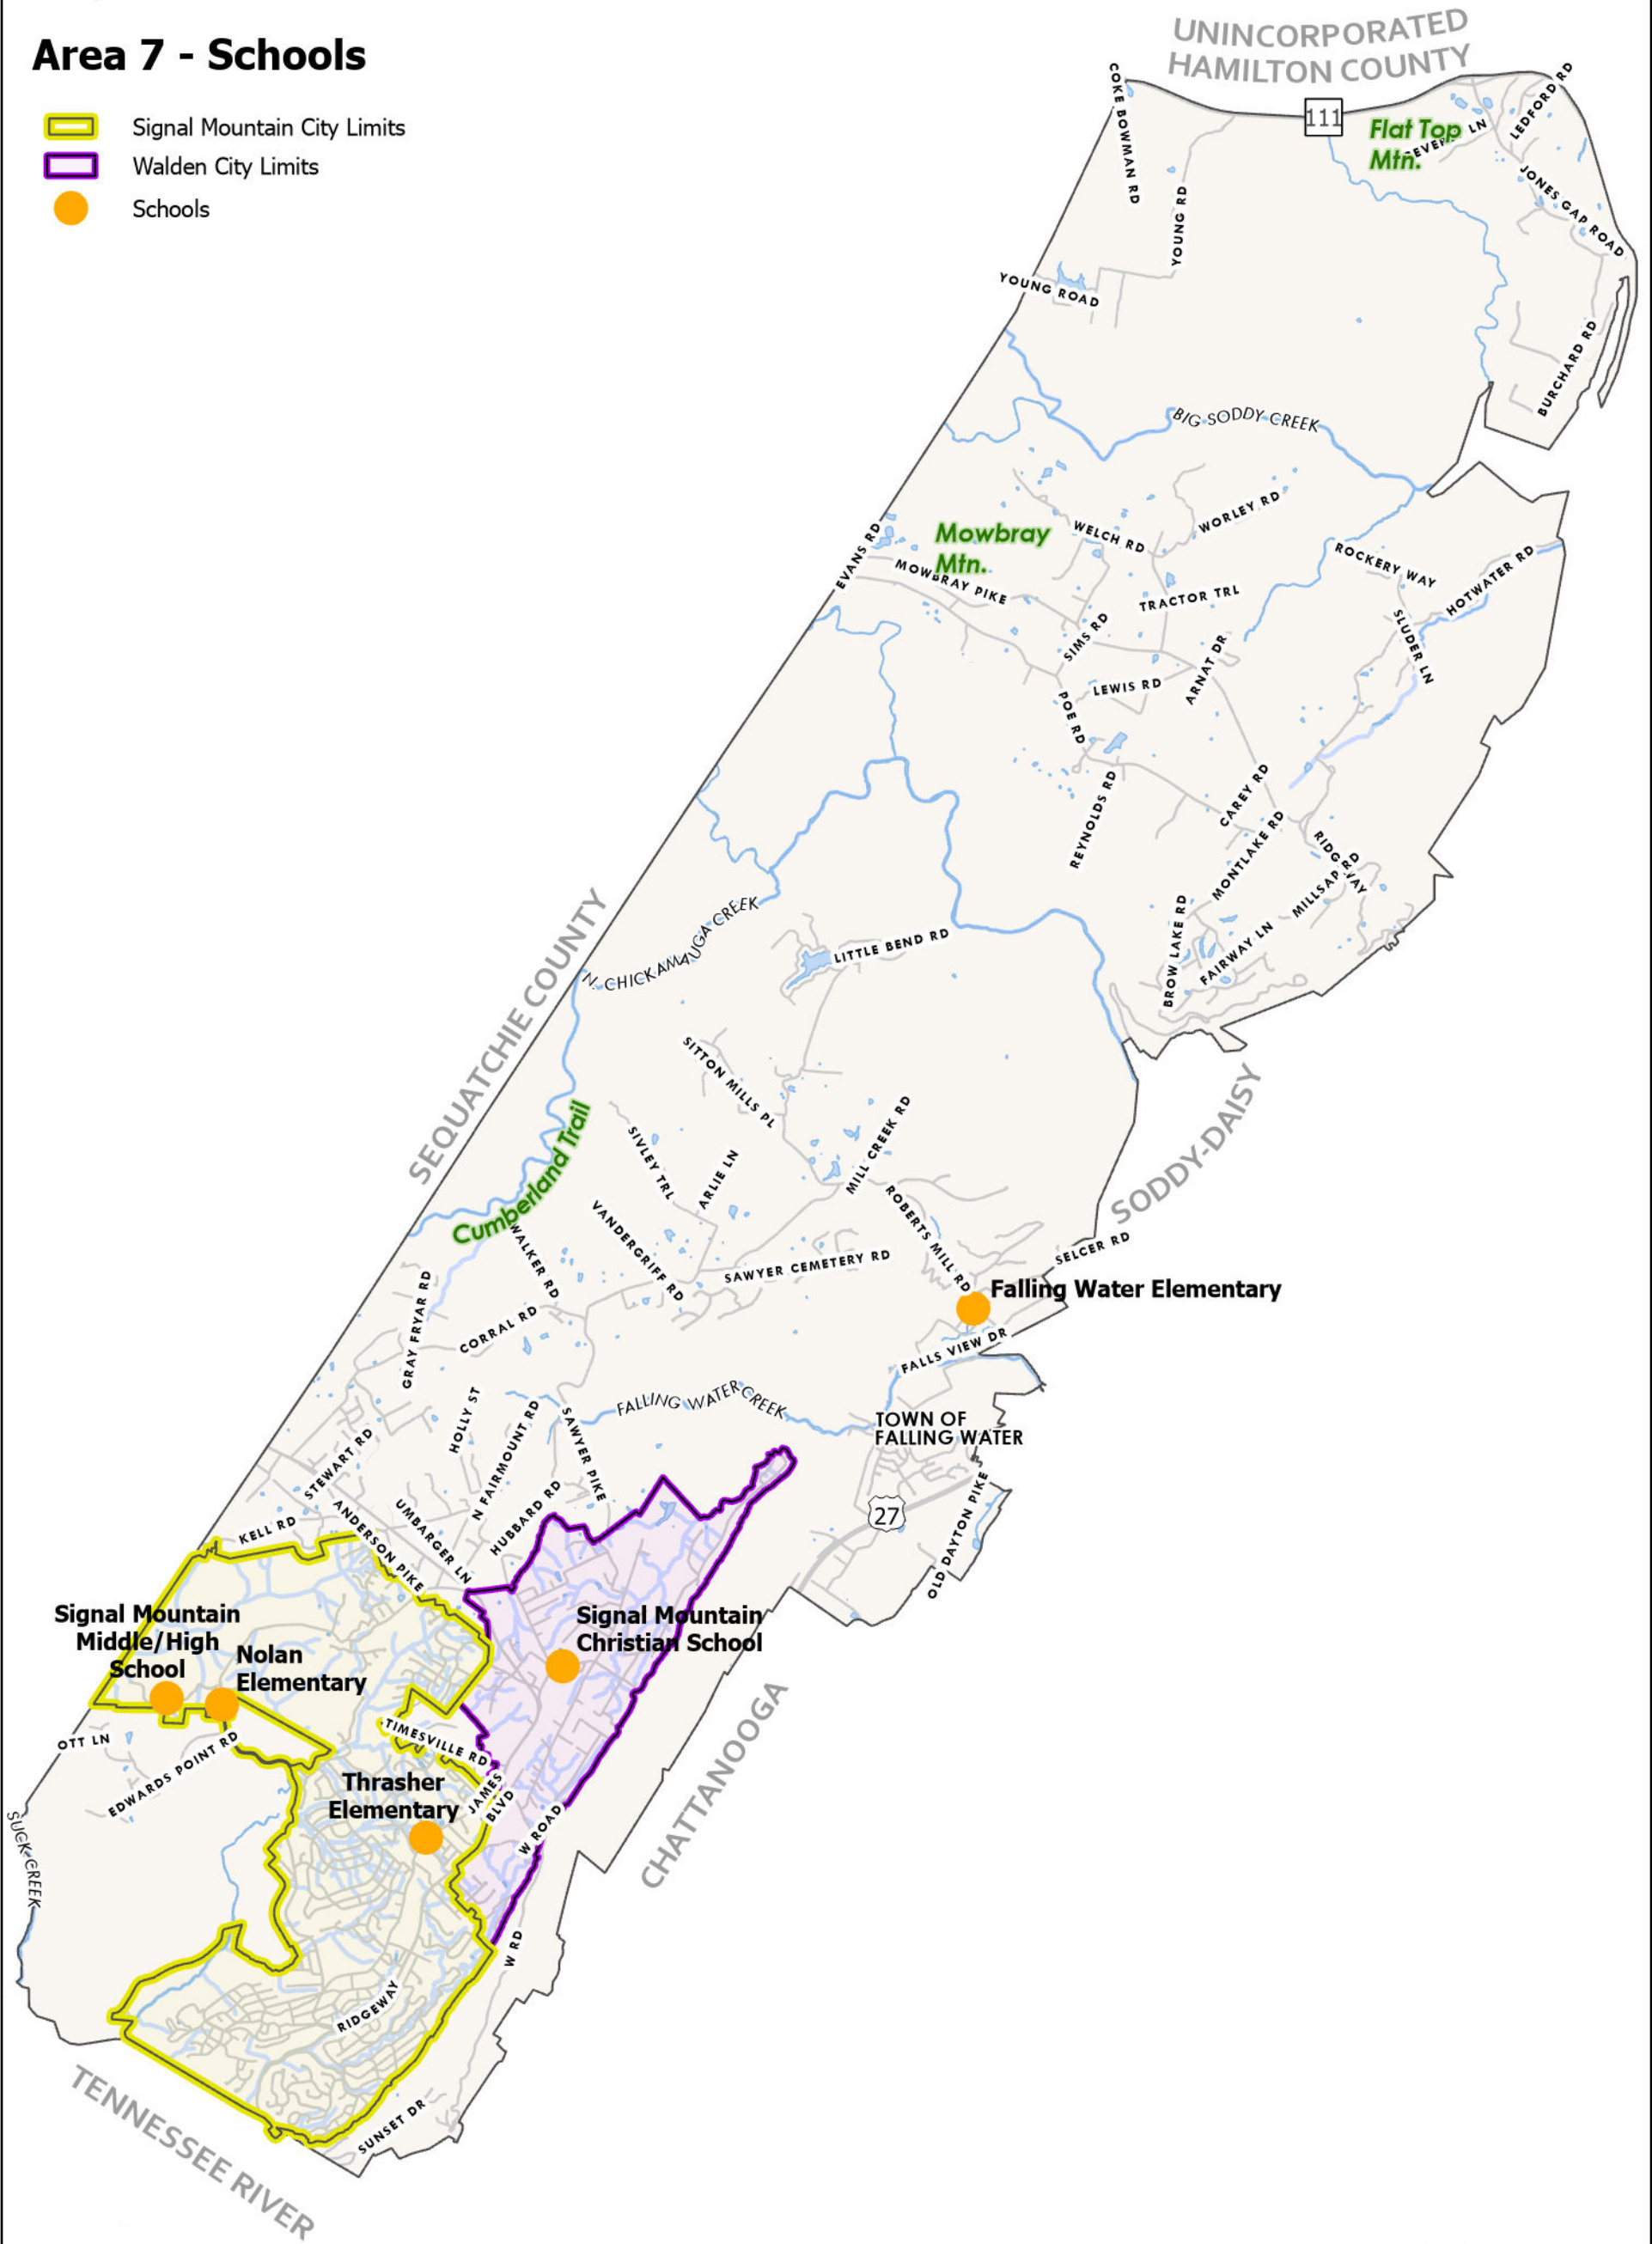 Area 7 - Schools
Signal Mountain City Limits
Walden City Limits
Schools
UNINCORPORATED
HAMILTON COUNTY
COKE BOWMAN RD
111
Flat Top
Mtn.
LN
LEDFORD RD
JONES GAP ROAD
YOUNG RD
YOUNG ROAD
BURCHARD RD
BIG SODDY CREEK
EVANS RD
Mowbray
Mtn.
MOWBRAY PIKE
WELCH RD
WORLEY RD
ROCKERY WAY
HOTWATER RD
TRACTOR TRL
SIMS RD
SLUDER LN
ARNAT DR
LEWIS RD
POE RD
REYNOLDS RD
CAREY RD
MONTLAKE RD
RIDGEWAY
MILLSAP RD
BROW LAKE RD
FAIRWAY LN
SEQUATCHIE COUNTY
N. CHICKAMAUGA CREEK
LITTLE BEND RD
SITTON MILLS PL
Cumberland Trail
SIVLEY TRL
ARLIE LN
MILL CREEK RD
SODDY-DAISY
WALKER RD
VANDERGRIFF RD
ROBERTS MILL RD
SAWYER CEMETERY RD
SELCER RD
GRAY FRYAR RD
CORRAL RD
Falling Water Elementary
FALLS VIEW DR
HOLLY ST
N FAIRMOUNT RD
SAWYER PIKE
FALLING WATER CREEK
TOWN OF
FALLING WATER
STEWART RD
27
OLD DAYTON PIKE
KELL RD
ANDERSON PIKE
UMBARGER LN
HUBBARD RD
Signal Mountain
Middle/High
School
Nolan
Elementary
Signal Mountain
Christian School
OTT LN
EDWARDS POINT RD
TIMESVILLE RD
CHATTANOOGA
Thrasher
Elementary
JAMES
BLVD
W ROAD
SUCK CREEK
W RD
RIDGEWAY
SUNSET DR
TENNESSEE RIVER